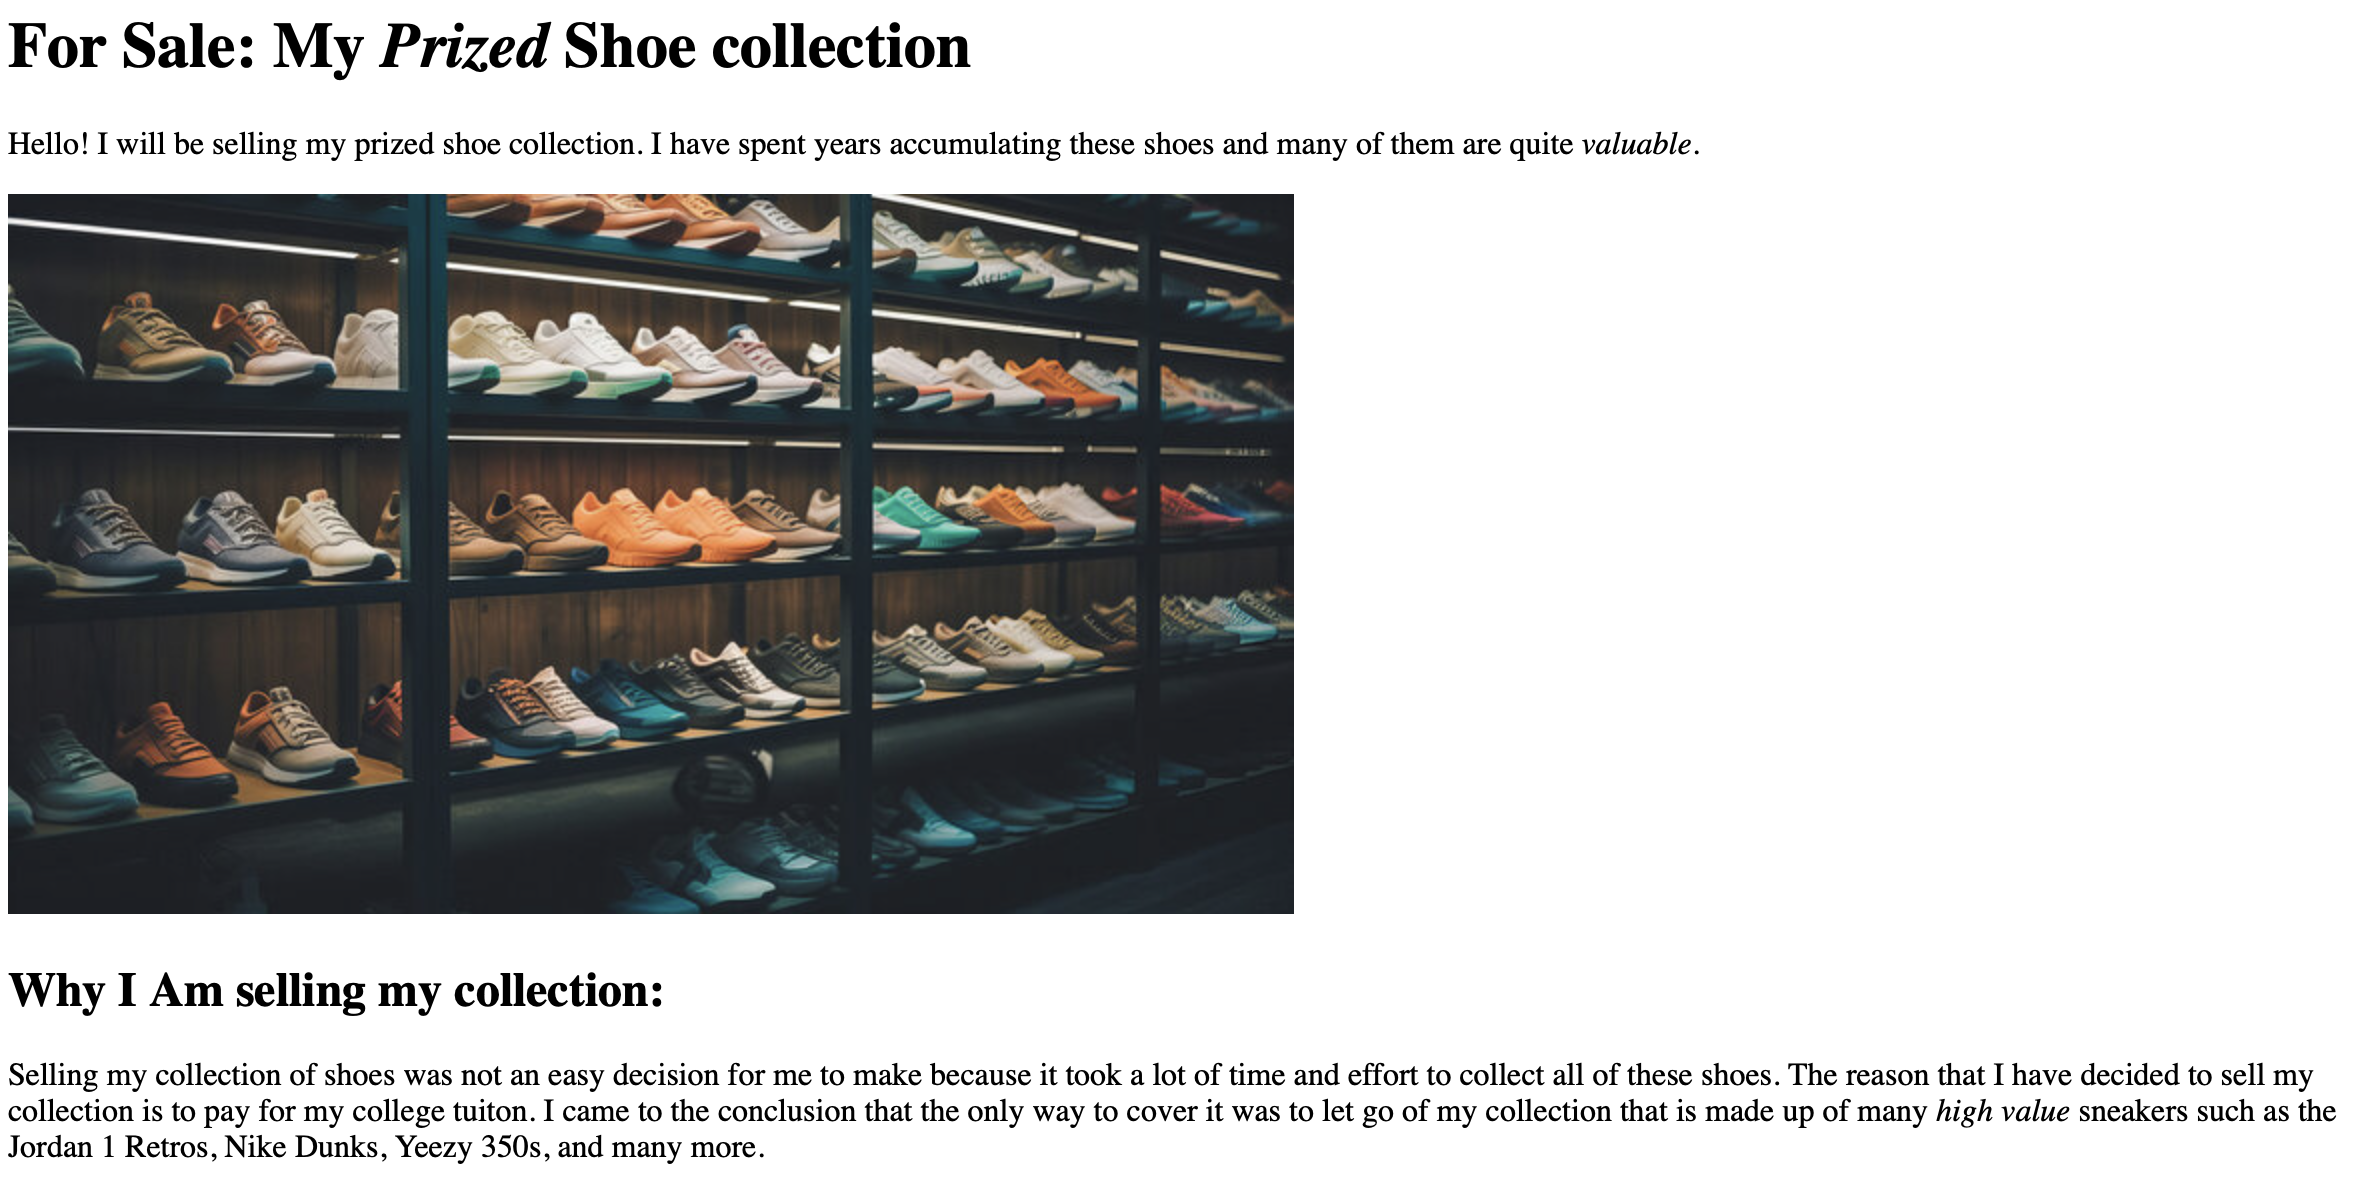 For Sale: My Prized Shoe collection
Hello! I will be selling my prized shoe collection. I have spent years accumulating these shoes and many of them are quite valuable.
Why I Am selling my collection:
Selling my collection of shoes was not an easy decision for me to make because it took a lot of time and effort to collect all of these shoes. The reason that I have decided to sell my
collection is to pay for my college tuiton. I came to the conclusion that the only way to cover it was to let go of my collection that is made up of many high value sneakers such as the
Jordan 1 Retros, Nike Dunks, Yeezy 350s, and many more.